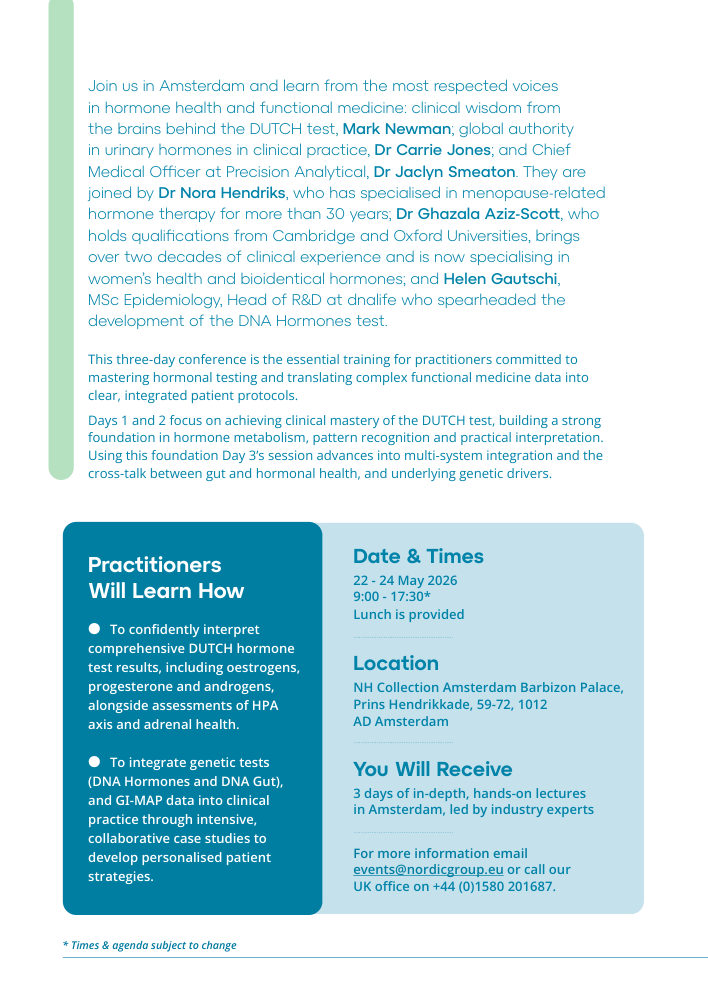 Join us in Amsterdam and learn from the most respected voices
in hormone health and functional medicine: clinical wisdom from
the brains behind the DUTCH test, Mark Newman; global authority
in urinary hormones in clinical practice, Dr Carrie Jones; and Chief
Medical Officer at Precision Analytical, Dr Jaclyn Smeaton. They are
joined by Dr Nora Hendriks, who has specialised in menopause-related
hormone therapy for more than 30 years; Dr Ghazala Aziz-Scott, who
holds qualifications from Cambridge and Oxford Universities, brings
over two decades of clinical experience and is now specialising in
women's health and bioidentical hormones; and Helen Gautschi,
MSc Epidemiology, Head of R&D at dnalife who spearheaded the
development of the DNA Hormones test.
This three-day conference is the essential training for practitioners committed to
mastering hormonal testing and translating complex functional medicine data into
clear, integrated patient protocols.
Days 1 and 2 focus on achieving clinical mastery of the DUTCH test, building a strong
foundation in hormone metabolism, pattern recognition and practical interpretation.
Using this foundation Day 3's session advances into multi-system integration and the
cross-talk between gut and hormonal health, and underlying genetic drivers.
Practitioners
Will Learn How
● To confidently interpret
comprehensive DUTCH hormone
test results, including oestrogens,
progesterone and androgens,
alongside assessments of HPA
axis and adrenal health.
● To integrate genetic tests
(DNA Hormones and DNA Gut),
and GI-MAP data into clinical
practice through intensive,
collaborative case studies to
develop personalised patient
strategies.
Date & Times
22 - 24 May 2026
9:00 - 17:30*
Lunch is provided
Location
NH Collection Amsterdam Barbizon Palace,
Prins Hendrikkade, 59-72, 1012
AD Amsterdam
You Will Receive
3 days of in-depth, hands-on lectures
in Amsterdam, led by industry experts
For more information email
events@nordicgroup.eu or call our
UK office on +44 (0)1580 201687.
* Times & agenda subject to change